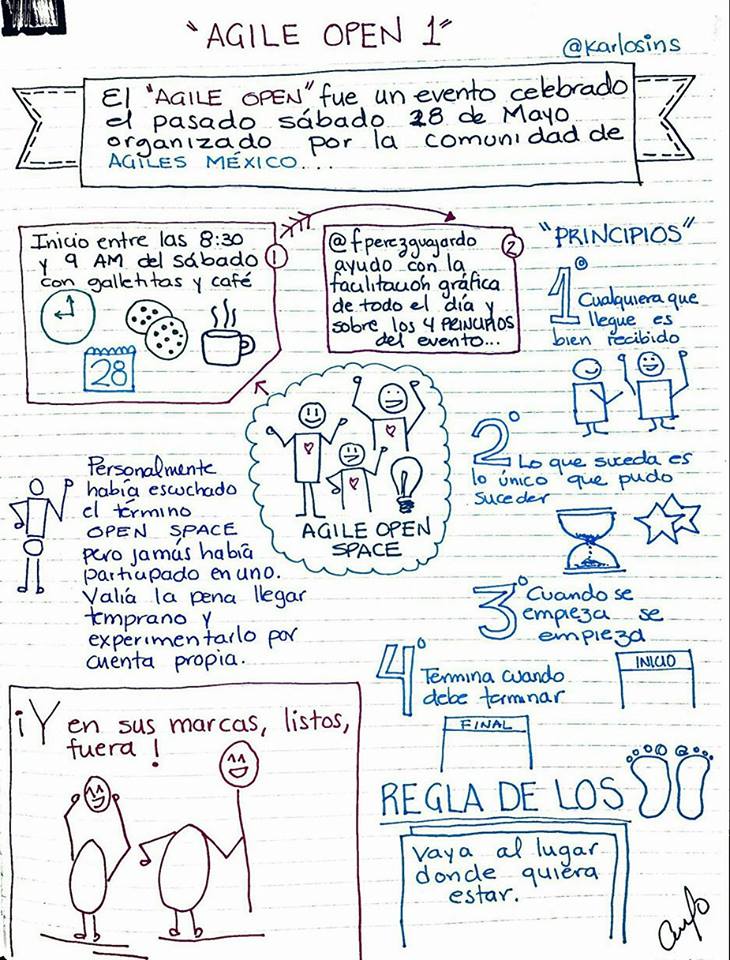 "AGILE OPEN 1"
@karlosins
El "AGILE OPEN" fue un evento celebrado
el pasado sábado 28 de Mayo
organizado por la comunidad de
AGILES MÉXICO...
Inicio entre las 8:30
y 9 AM del sábado
con galletitas y café
1
28
@fperezguajardo
ayudo con la
facilitación gráfica
de todo el día y
sobre los 4 PRINCIPIOS
del evento...
2
"PRINCIPIOS"
1° Cualquiera que
llegue es
bien recibido
2° Lo que suceda es
lo único que pudo
suceder
3° Cuando se
empieza se
empieza
INICIO
4° Termina cuando
debe terminar
FINAL
AGILE OPEN
SPACE
Personalmente
había escuchado
el término
OPEN SPACE
pero jamás había
participado en uno.
Valía la pena llegar
temprano y
experimentarlo por
cuenta propia.
¡Y en sus marcas, listos,
fuera!
REGLA DE LOS
Vaya al lugar
donde quiera
estar.